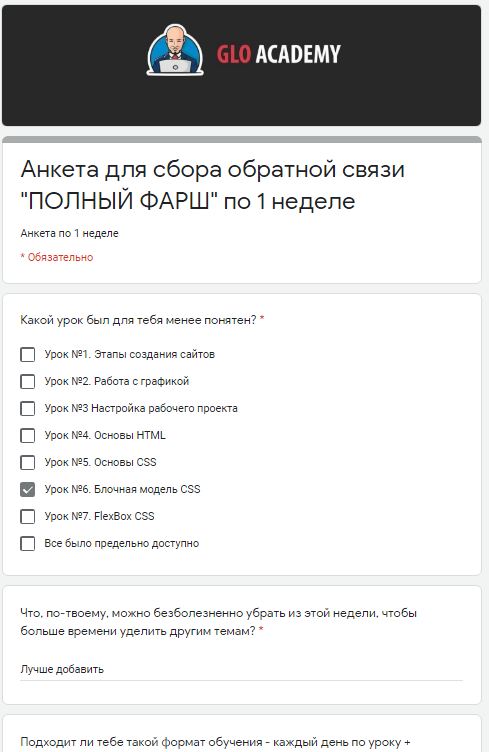 GLO ACADEMY
Анкета для сбора обратной связи
"ПОЛНЫЙ ФАРШ" по 1 неделе
Анкета по 1 неделе
* Обязательно
Какой урок был для тебя менее понятен? *
Урок №1. Этапы создания сайтов
Урок №2. Работа с графикой
Урок №3 Настройка рабочего проекта
Урок №4. Основы HTML
Урок №5. Основы CSS
Урок №6. Блочная модель CSS
Урок №7. FlexBox CSS
Все было предельно доступно
Что, по-твоему, можно безболезненно убрать из этой недели, чтобы
больше времени уделить другим темам? *
Лучше добавить
Подходит ли тебе такой формат обучения - каждый день по уроку +